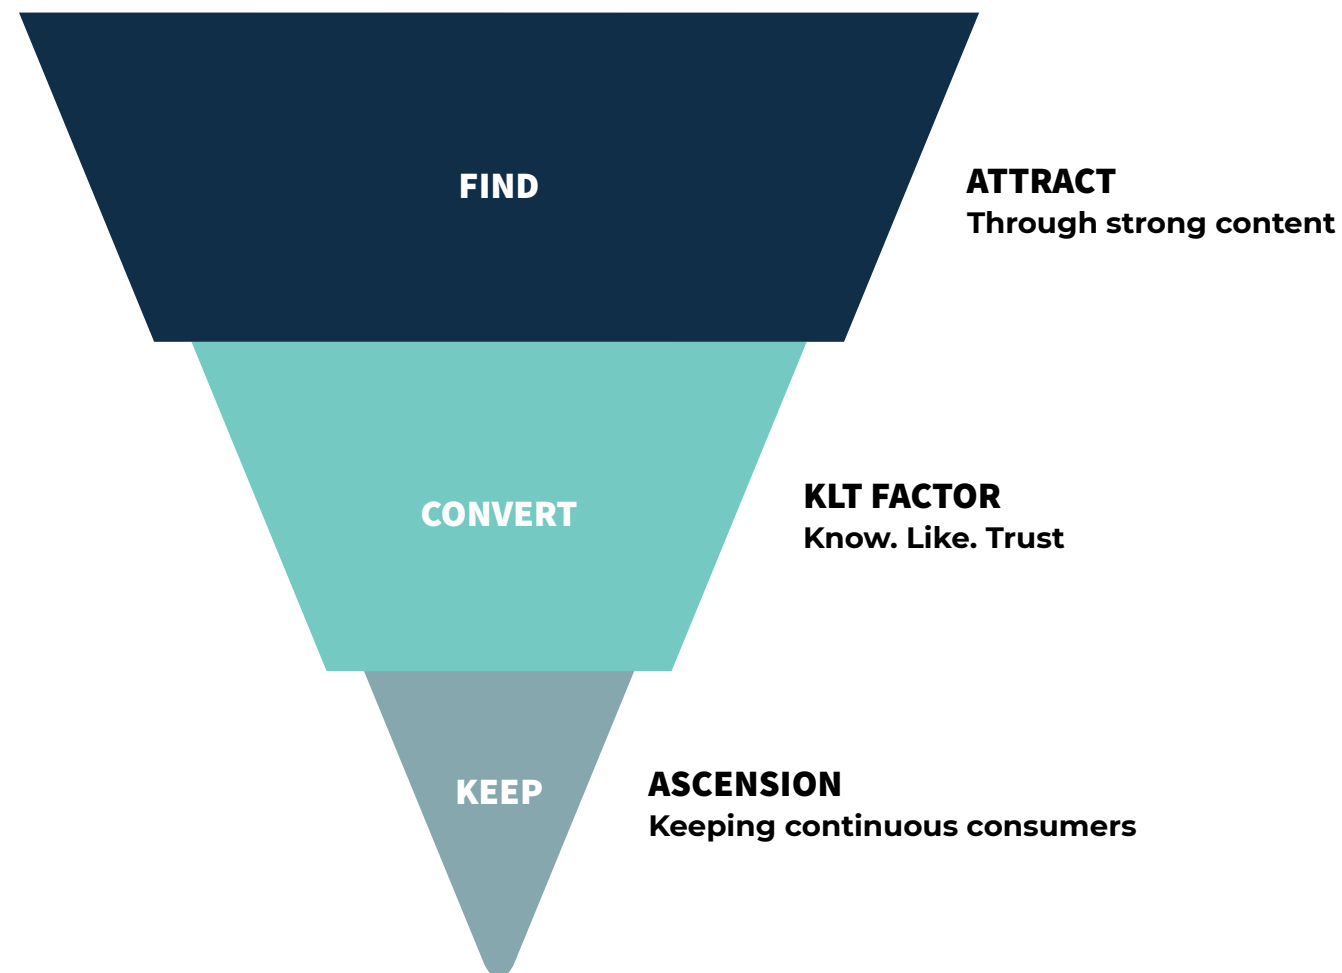 FIND
ATTRACT
Through strong content
CONVERT
KLT FACTOR
Know. Like. Trust
KEEP
ASCENSION
Keeping continuous consumers